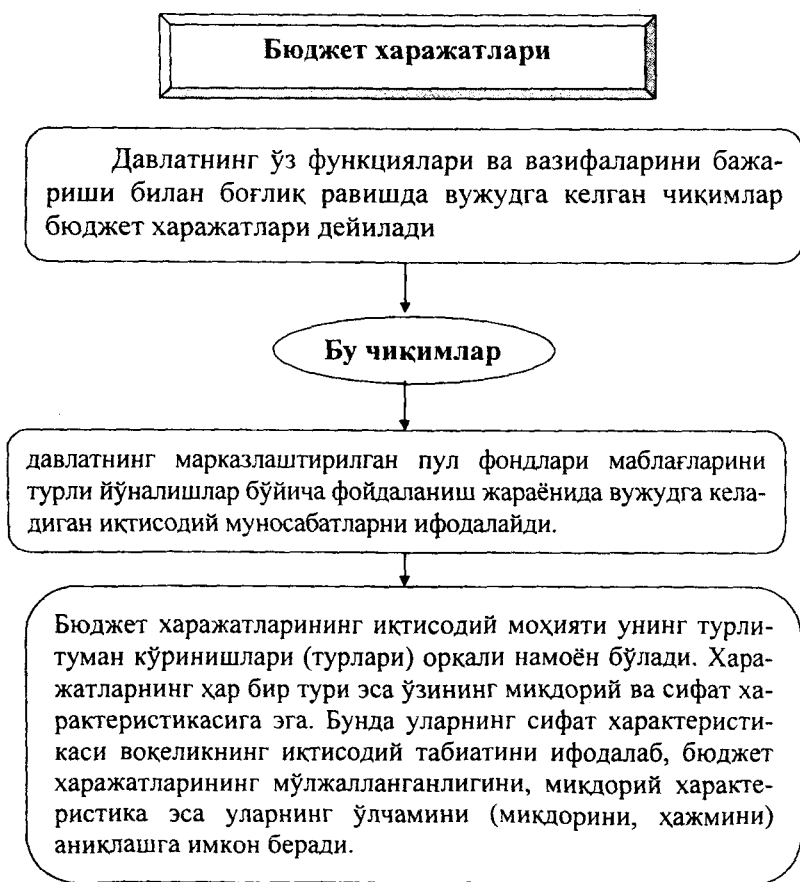 Бюджет харажатлари
Давлатнинг ўз функциялари ва вазифаларини бажа-
риши билан боғлиқ равишда вужудга келган чиқимлар
бюджет харажатлари дейилади
Бу чиқимлар
давлатнинг марказлаштирилган пул фондлари маблағларини
турли йўналишлар бўйича фойдаланиш жараёнида вужудга кела-
диган иқтисодий муносабатларни ифодалайди.
Бюджет харажатларининг иқтисодий моҳияти унинг турли-
туман кўринишлари (турлари) орқали намоён бўлади. Хара-
жатларнинг ҳар бир тури эса ўзининг миқдорий ва сифат ха-
рактеристикасига эга. Бунда уларнинг сифат характеристи-
каси воқеликнинг иқтисодий табиатини ифодалаб, бюджет
харажатларининг мўлжалланганлигини, миқдорий характе-
ристика эса уларнинг ўлчамини (миқдорини, ҳажмини)
аниқлашга имкон беради.